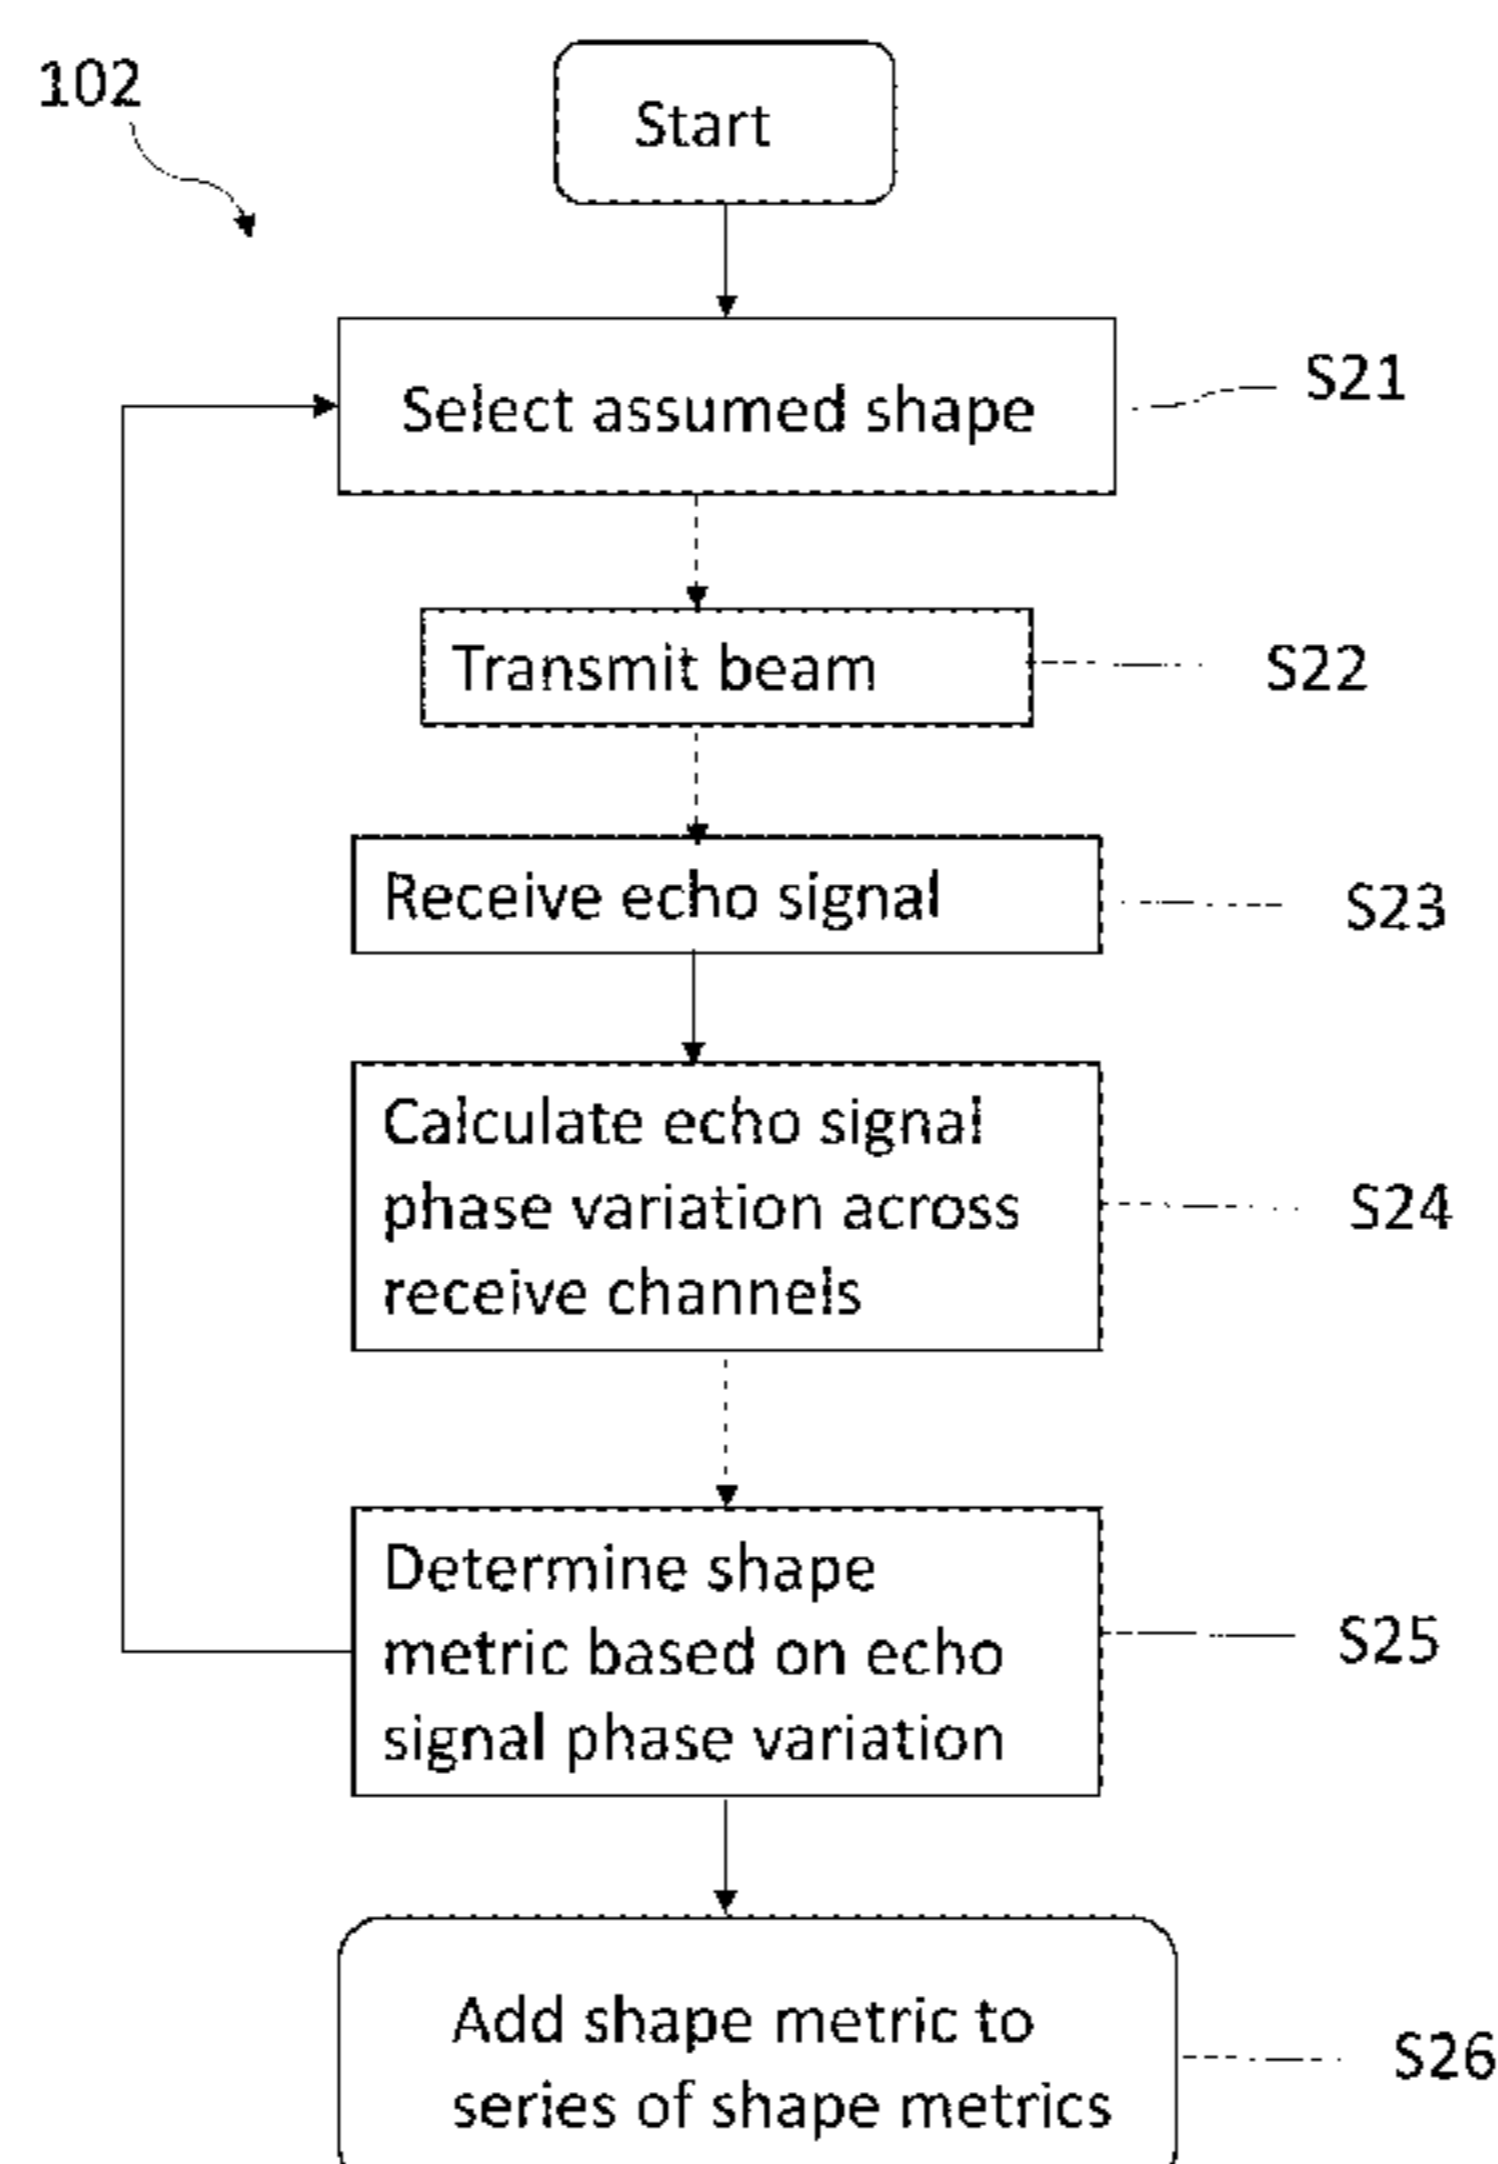 102
Start
Select assumed shape
S21
Transmit beam
S22
Receive echo signal
S23
Calculate echo signal
phase variation across
receive channels
S24
Determine shape
metric based on echo
signal phase variation
S25
Add shape metric to
series of shape metrics
S26